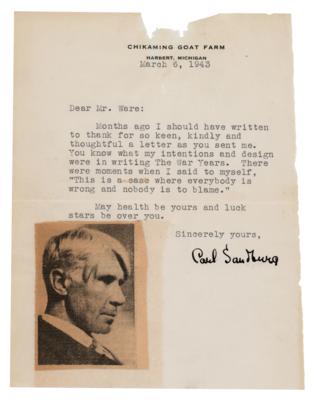 CHIKAMING GOAT FARM
HARBERT, MICHIGAN
March 6, 1943
Dear Mr. Ware:
Months ago I should have written
to thank for so keen, kindly and
thoughtful a letter as you sent me.
You know what my intentions and design
were in writing The War Years. There
were moments when I said to myself,
"This is a case where everybody is
wrong and nobody is to blame."
May health be yours and luck
stars be over you.
Sincerely yours,
Carl Sandburg